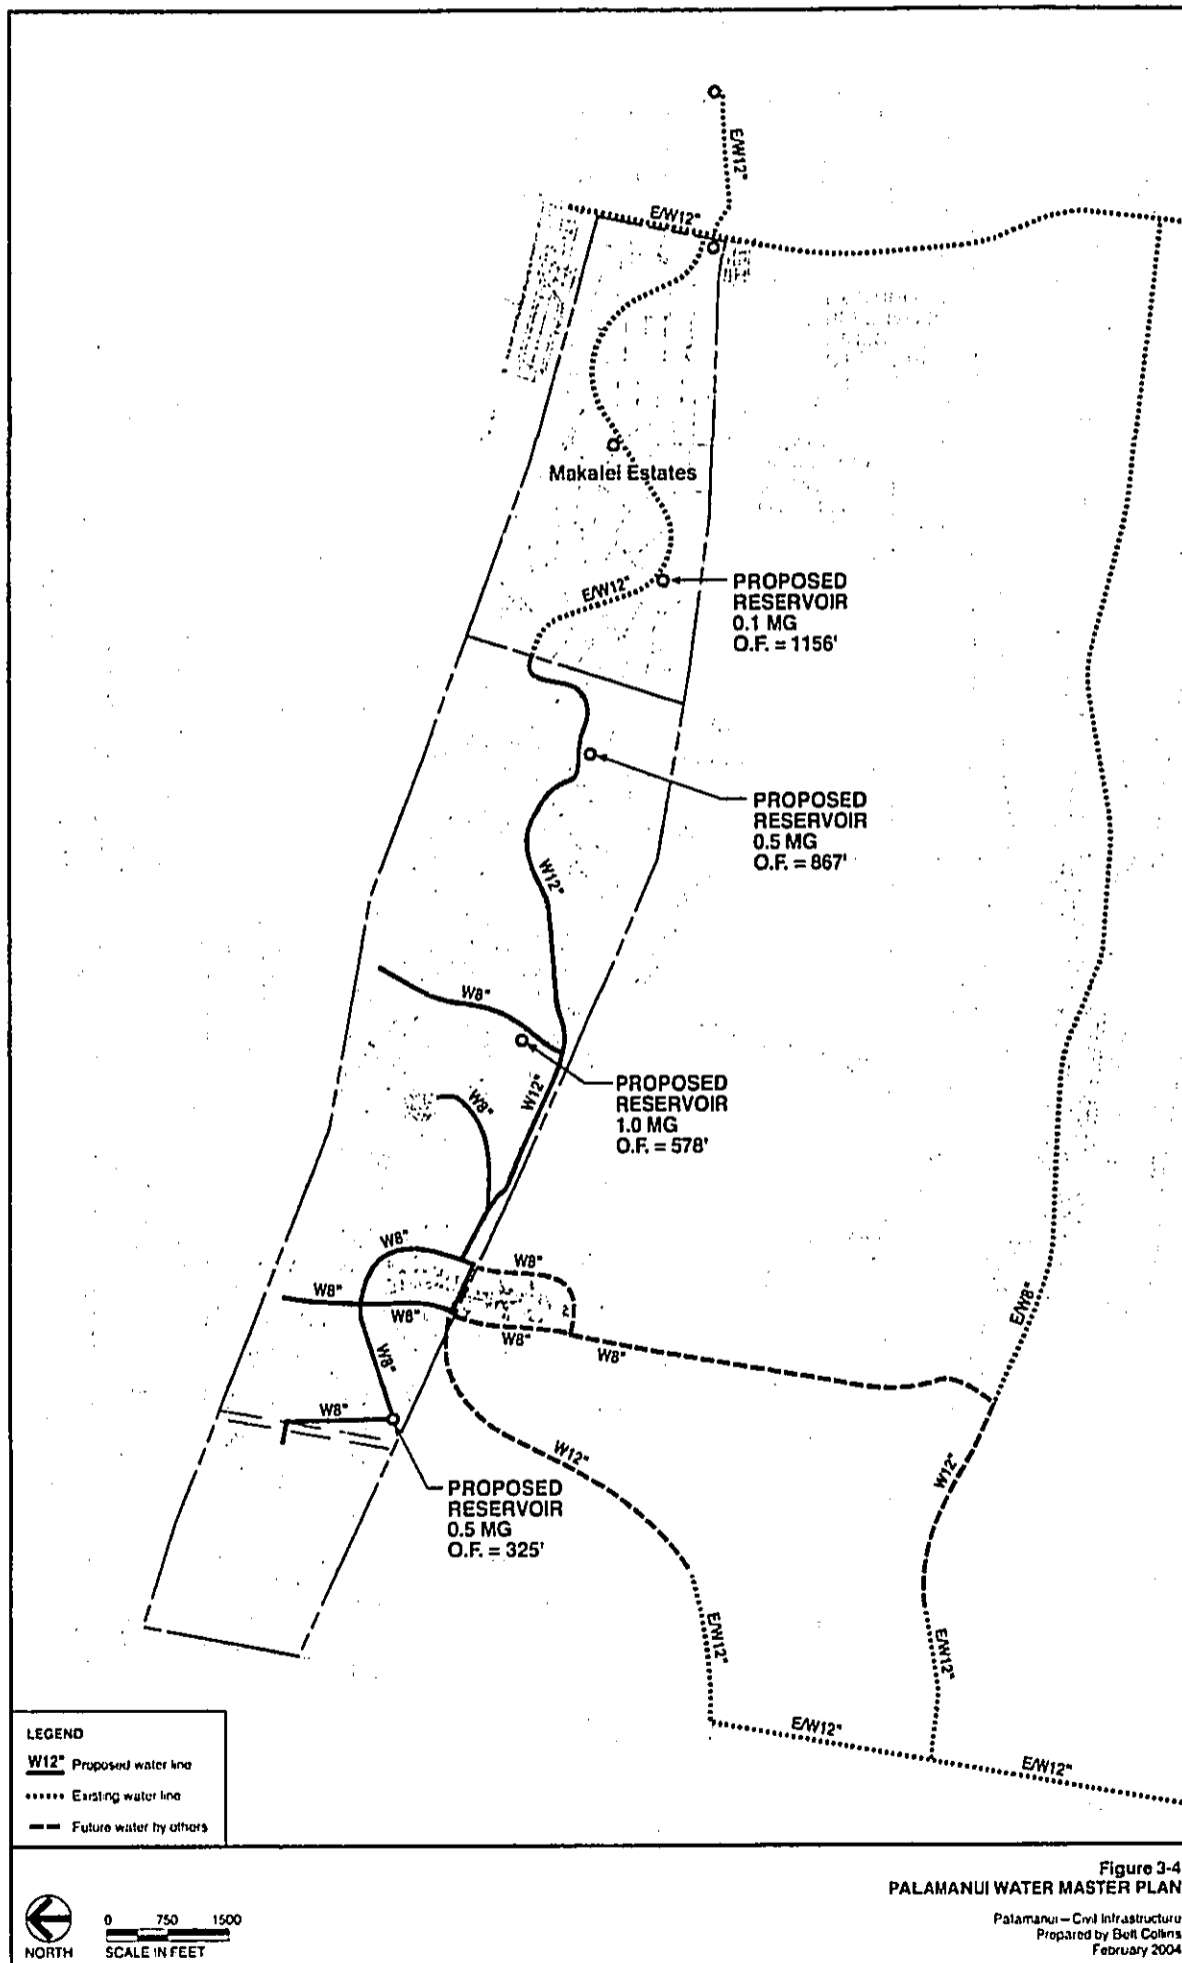 E/W12"
E/W12"
Makalei Estates
E/W12"
PROPOSED
RESERVOIR
0.1 MG
O.F. = 1156'
PROPOSED
RESERVOIR
0.5 MG
O.F. = 867'
W12"
W8"
W12"
PROPOSED
RESERVOIR
1.0 MG
O.F. = 578'
W8"
W8"
W8"
W8"
W8"
W8"
W8"
W8"
E/W8"
W8"
PROPOSED
RESERVOIR
0.5 MG
O.F. = 325'
W12"
W12"
E/W12"
E/W12"
E/W12"
E/W12"
LEGEND
W12" Proposed water line
Existing water line
Future water by others
Figure 3-4
PALAMANUI WATER MASTER PLAN
Palamanui – Civil Infrastructure
Prepared by Belt Collins
February 2004
NORTH
0 750 1500
SCALE IN FEET